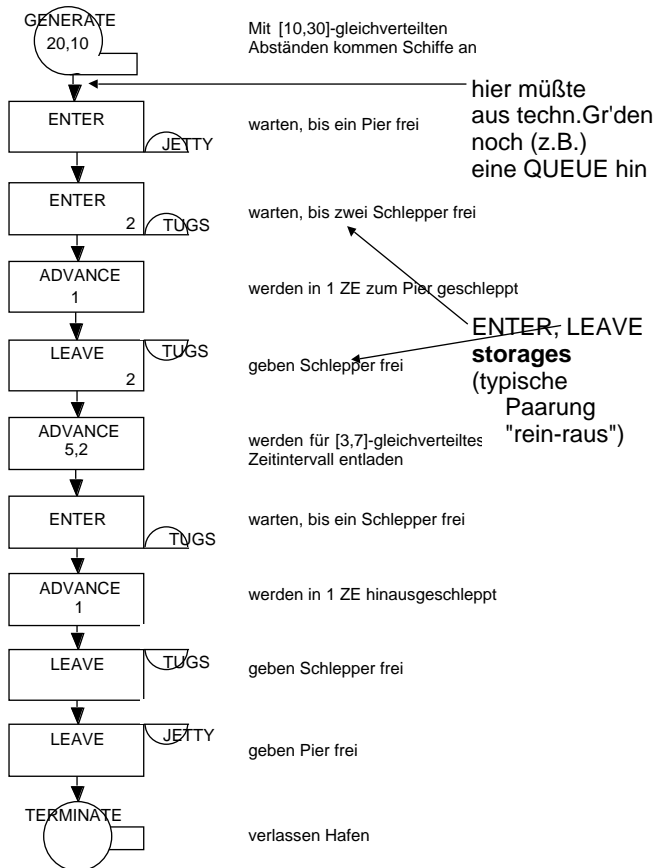 GENERATE
20,10
Mit [10,30]-gleichverteilten
Abständen kommen Schiffe an
hier müßte
aus techn.Gr'den
noch (z.B.)
eine QUEUE hin
ENTER
JETTY
warten, bis ein Pier frei
ENTER
2
TUGS
warten, bis zwei Schlepper frei
ADVANCE
1
werden in 1 ZE zum Pier geschleppt
ENTER, LEAVE
storages
(typische
Paarung
"rein-raus")
LEAVE
2
TUGS
geben Schlepper frei
ADVANCE
5,2
werden für [3,7]-gleichverteiltes
Zeitintervall entladen
ENTER
TUGS
warten, bis ein Schlepper frei
ADVANCE
1
werden in 1 ZE hinausgeschleppt
LEAVE
TUGS
geben Schlepper frei
LEAVE
JETTY
geben Pier frei
TERMINATE
verlassen Hafen